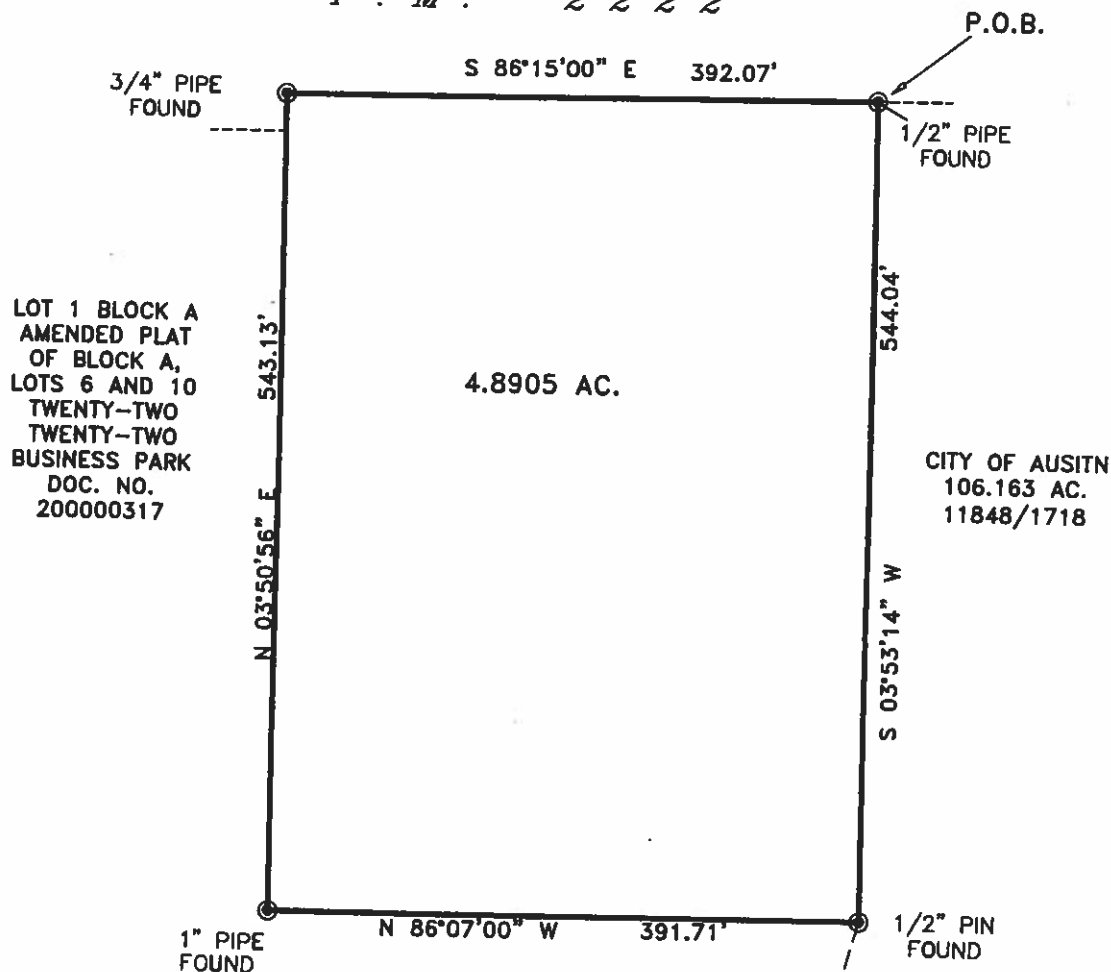 2222
P.O.B.
S 86°15'00" E 392.07'
3/4" PIPE
FOUND
1/2" PIPE
FOUND
LOT 1 BLOCK A
AMENDED PLAT
OF BLOCK A,
LOTS 6 AND 10
TWENTY-TWO
TWENTY-TWO
BUSINESS PARK
DOC. NO.
200000317
N 03°50'56" E 543.13'
4.8905 AC.
S 03°53'14" W 544.04'
CITY OF AUSITN
106.163 AC.
11848/1718
N 86°07'00" W 391.71'
1" PIPE
FOUND
1/2" PIN
FOUND